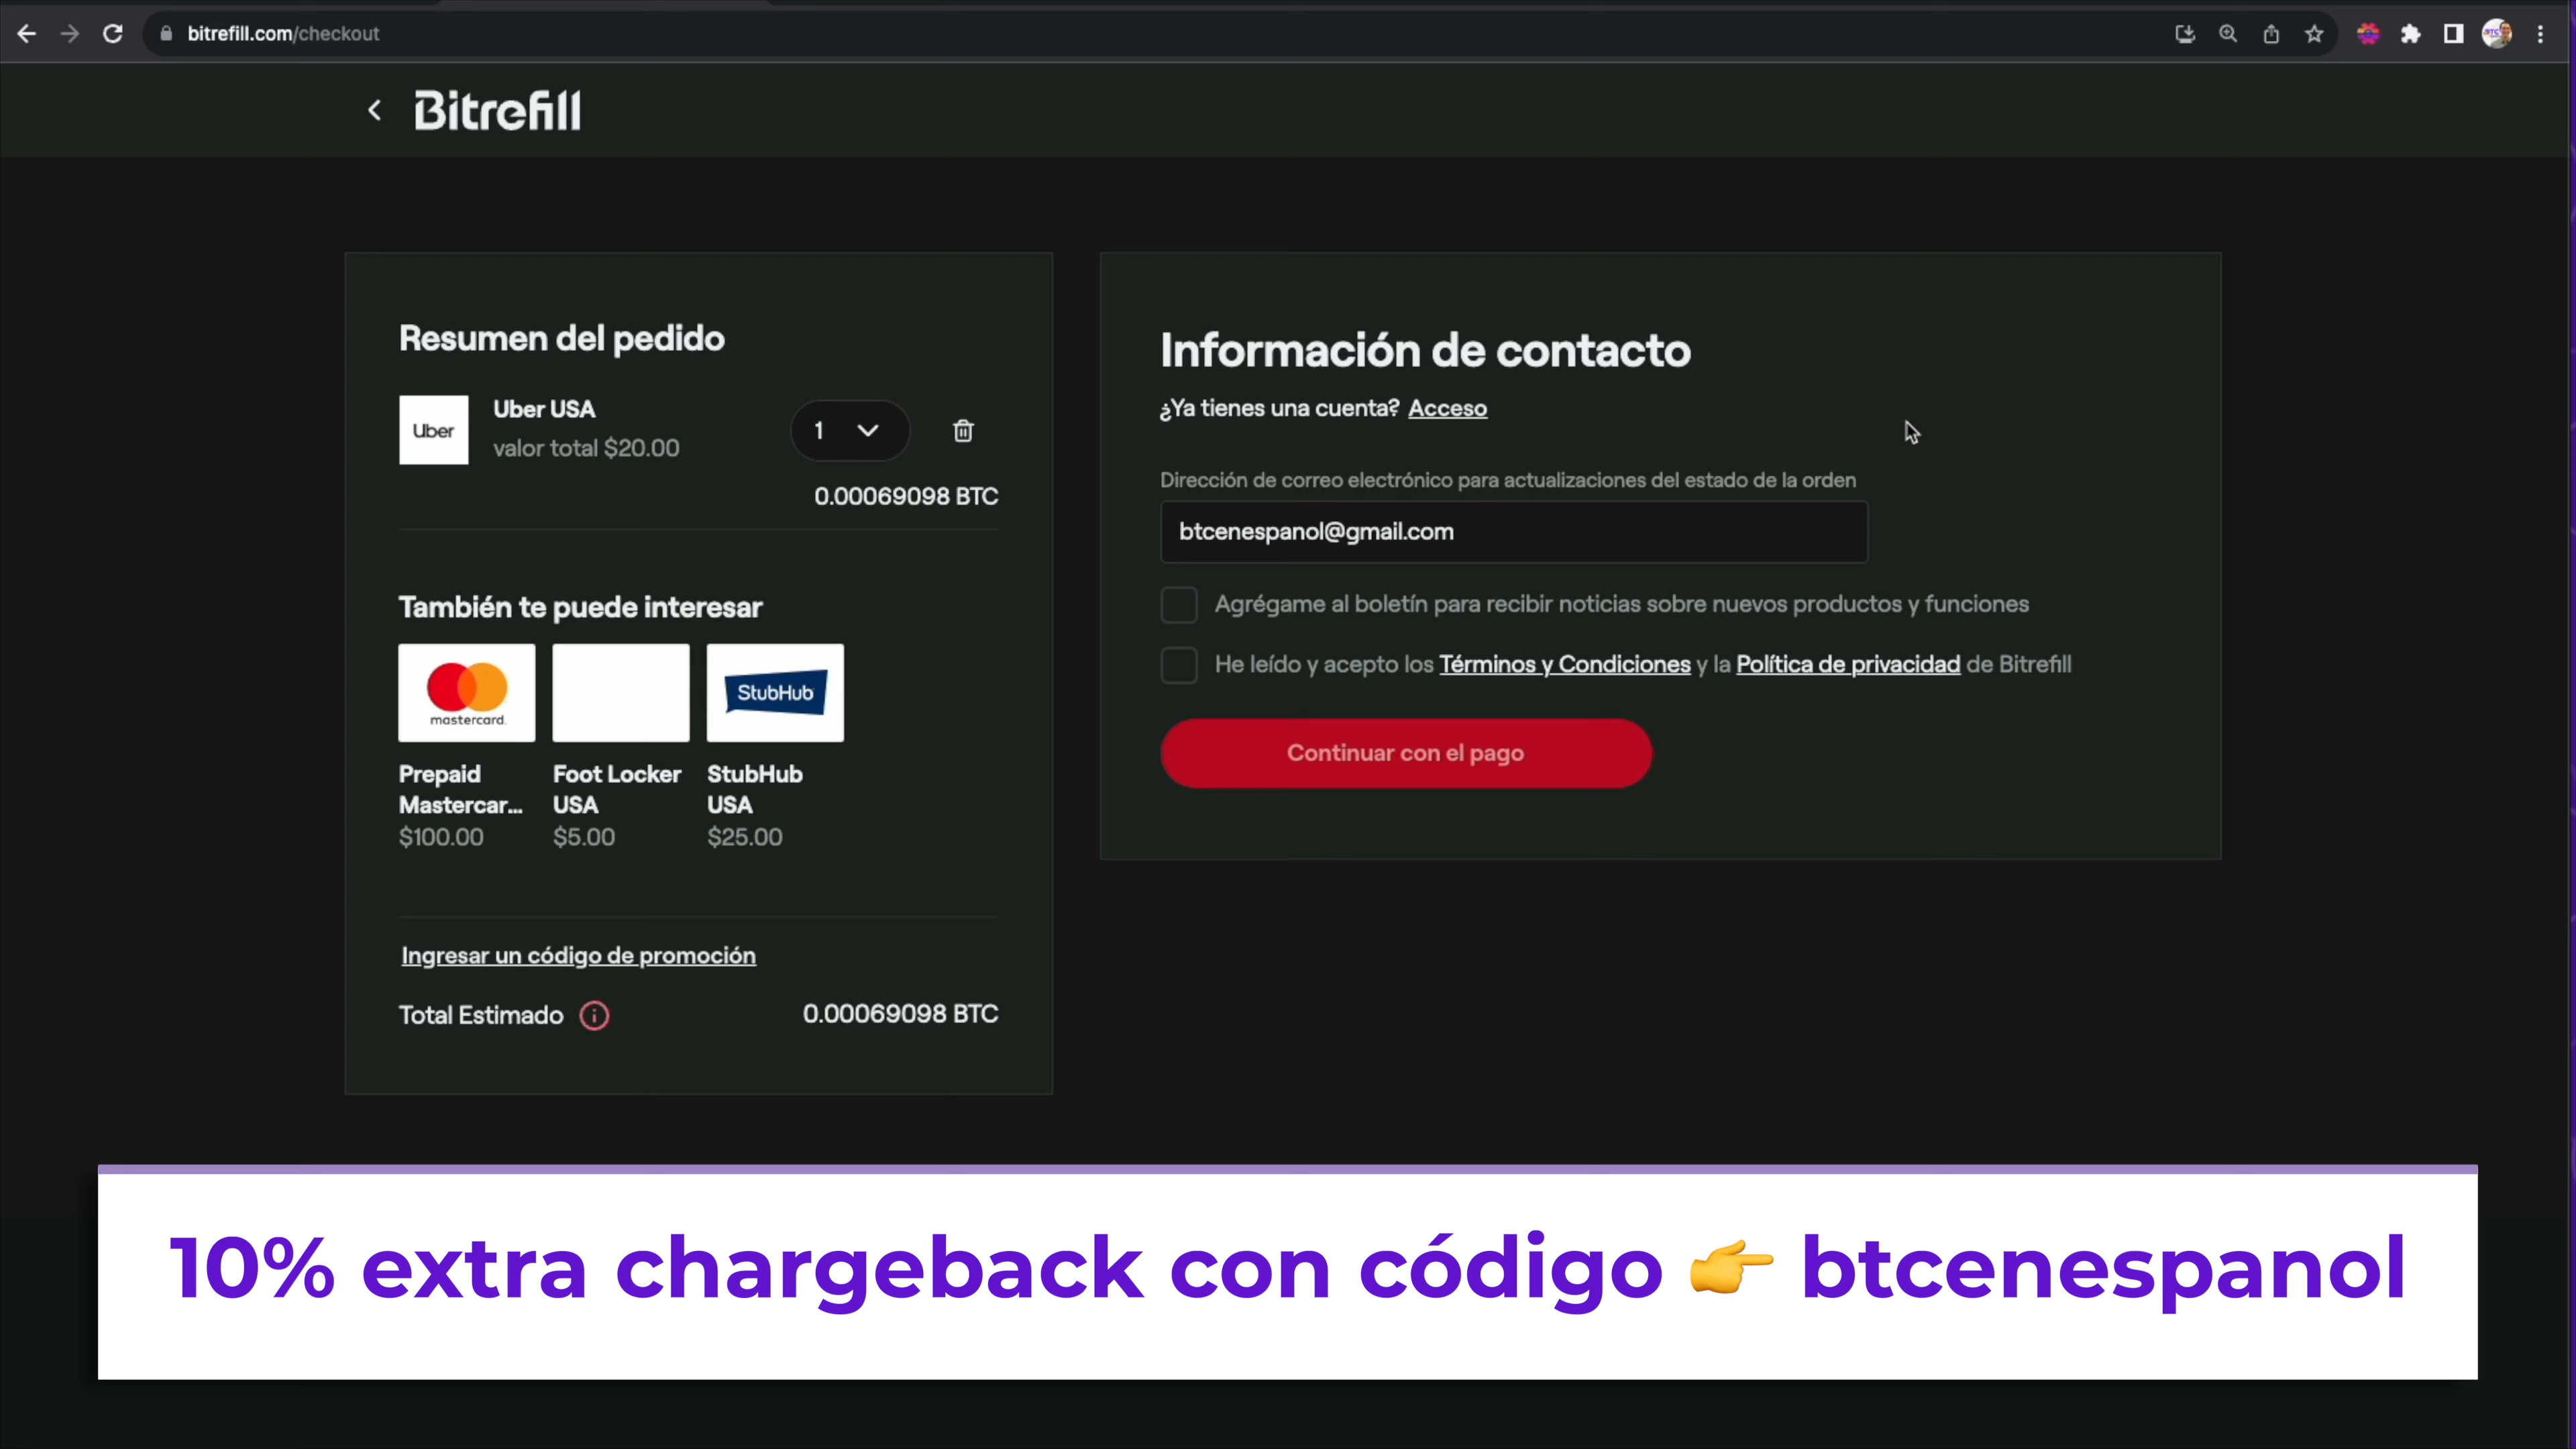 bitrefill.com/checkout
Bitrefill
Resumen del pedido
Uber
Uber USA
valor total $20.00
1
0.00069098 BTC
También te puede interesar
mastercard.
StubHub
Prepaid
Mastercar...
$100.00
Foot Locker
USA
$5.00
StubHub
USA
$25.00
Ingresar un código de promoción
Total Estimado
0.00069098 BTC
Información de contacto
¿Ya tienes una cuenta? Acceso
Dirección de correo electrónico para actualizaciones del estado de la orden
btcenespanol@gmail.com
Agrégame al boletín para recibir noticias sobre nuevos productos y funciones
He leído y acepto los Términos y Condiciones y la Política de privacidad de Bitrefill
Continuar con el pago
10% extra chargeback con código 👉 btcenespanol